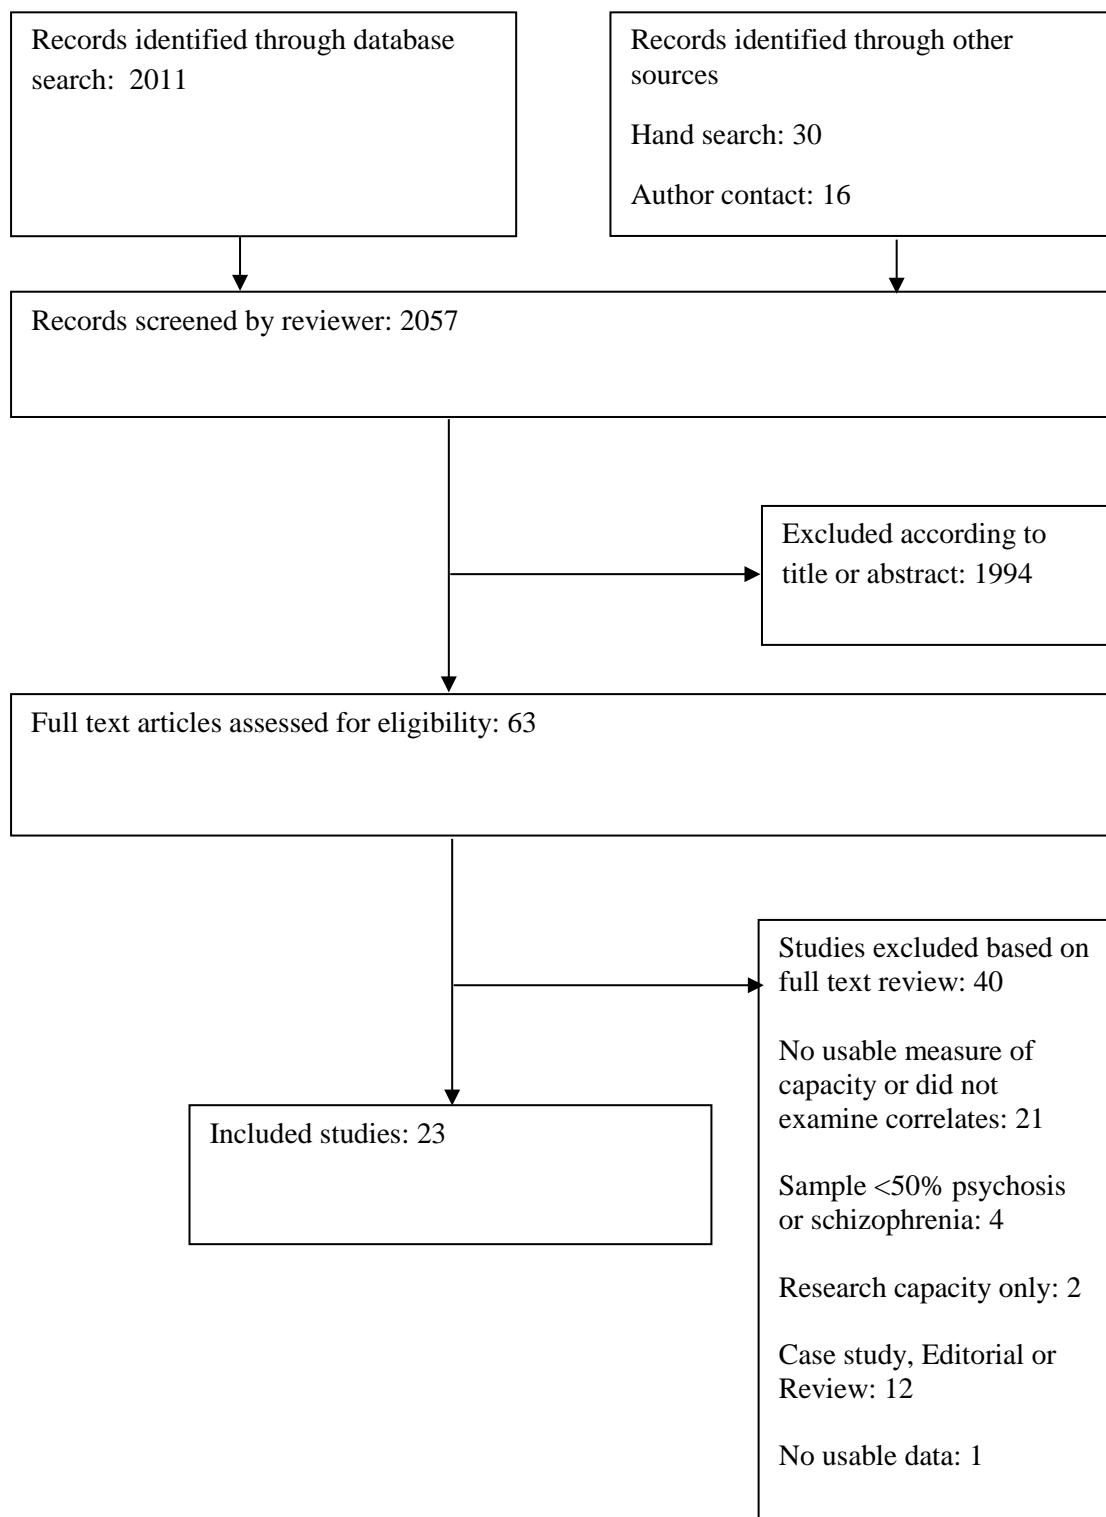 Records identified through database
search:  2011
Records identified through other
sources
Hand search: 30
Author contact: 16
Records screened by reviewer: 2057
Excluded according to
title or abstract: 1994
Full text articles assessed for eligibility: 63
Studies excluded based on
full text review: 40
No usable measure of
capacity or did not
examine correlates: 21
Sample <50% psychosis
or schizophrenia: 4
Research capacity only: 2
Case study, Editorial or
Review: 12
No usable data: 1
Included studies: 23